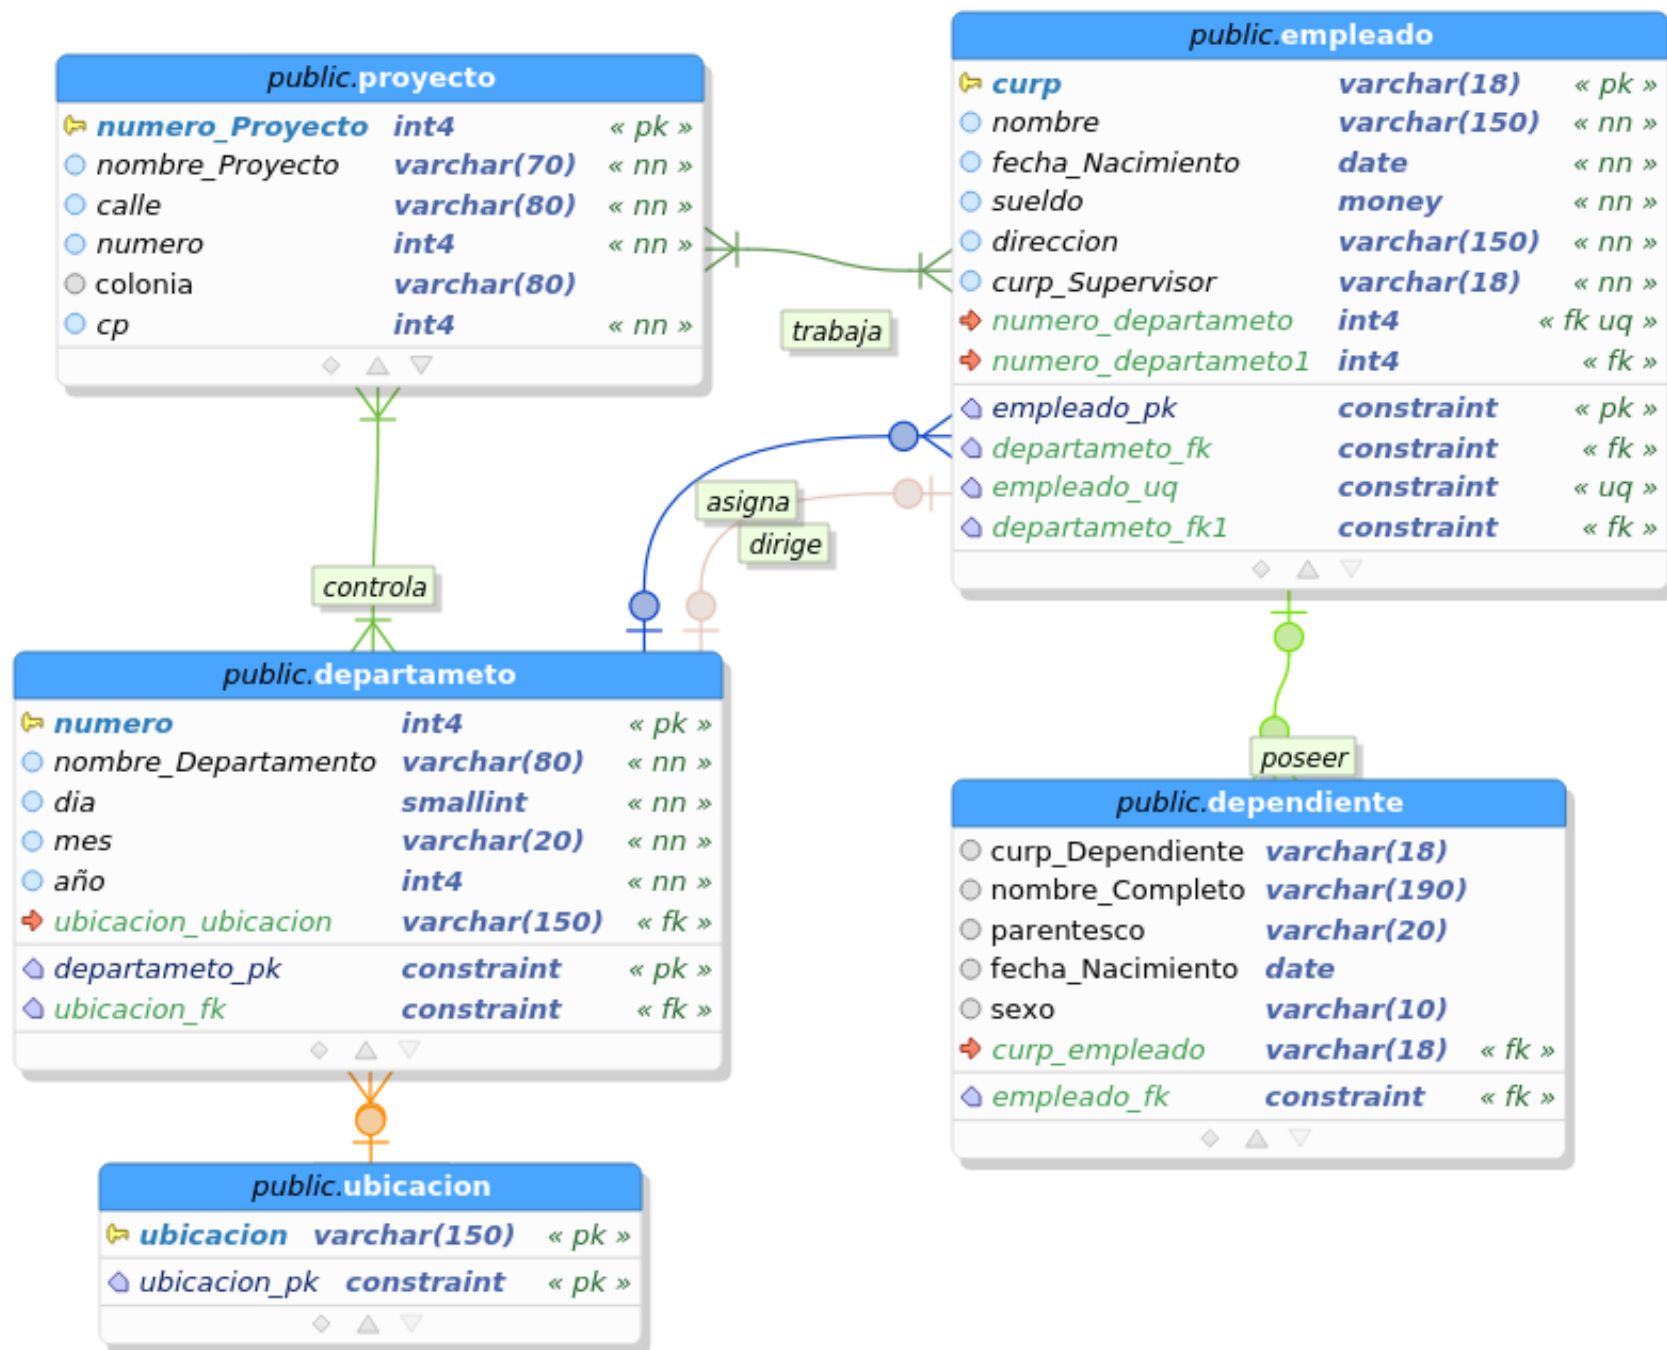 public.proyecto
numero_Proyecto int4 « pk »
nombre_Proyecto varchar(70) « nn »
calle varchar(80) « nn »
numero int4 « nn »
colonia varchar(80)
cp int4 « nn »
public.empleado
curp varchar(18) « pk »
nombre varchar(150) « nn »
fecha_Nacimiento date « nn »
sueldo money « nn »
direccion varchar(150) « nn »
curp_Supervisor varchar(18) « nn »
numero_departameto int4 « fk uq »
numero_departameto1 int4 « fk »
empleado_pk constraint « pk »
departameto_fk constraint « fk »
empleado_uq constraint « uq »
departameto_fk1 constraint « fk »
trabaja
asigna
dirige
controla
public.departameto
numero int4 « pk »
nombre_Departamento varchar(80) « nn »
dia smallint « nn »
mes varchar(20) « nn »
año int4 « nn »
ubicacion_ubicacion varchar(150) « fk »
departameto_pk constraint « pk »
ubicacion_fk constraint « fk »
poseer
public.dependiente
curp_Dependiente varchar(18)
nombre_Completo varchar(190)
parentesco varchar(20)
fecha_Nacimiento date
sexo varchar(10)
curp_empleado varchar(18) « fk »
empleado_fk constraint « fk »
public.ubicacion
ubicacion varchar(150) « pk »
ubicacion_pk constraint « pk »